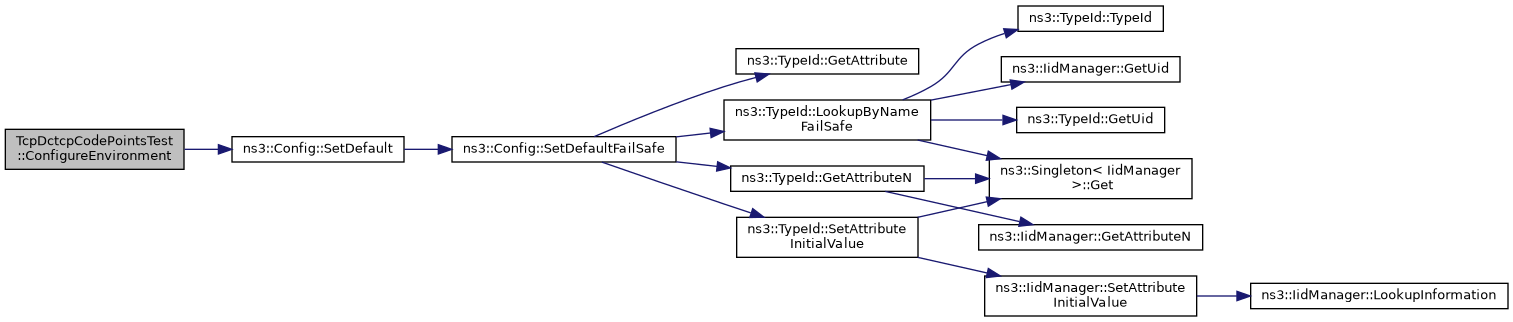 TcpDctcpCodePointsTest
::ConfigureEnvironment
ns3::Config::SetDefault
ns3::Config::SetDefaultFailSafe
ns3::TypeId::GetAttribute
ns3::TypeId::LookupByName
FailSafe
ns3::TypeId::GetAttributeN
ns3::TypeId::SetAttribute
InitialValue
ns3::TypeId::TypeId
ns3::IidManager::GetUid
ns3::TypeId::GetUid
ns3::Singleton< IidManager
>::Get
ns3::IidManager::GetAttributeN
ns3::IidManager::SetAttribute
InitialValue
ns3::IidManager::LookupInformation